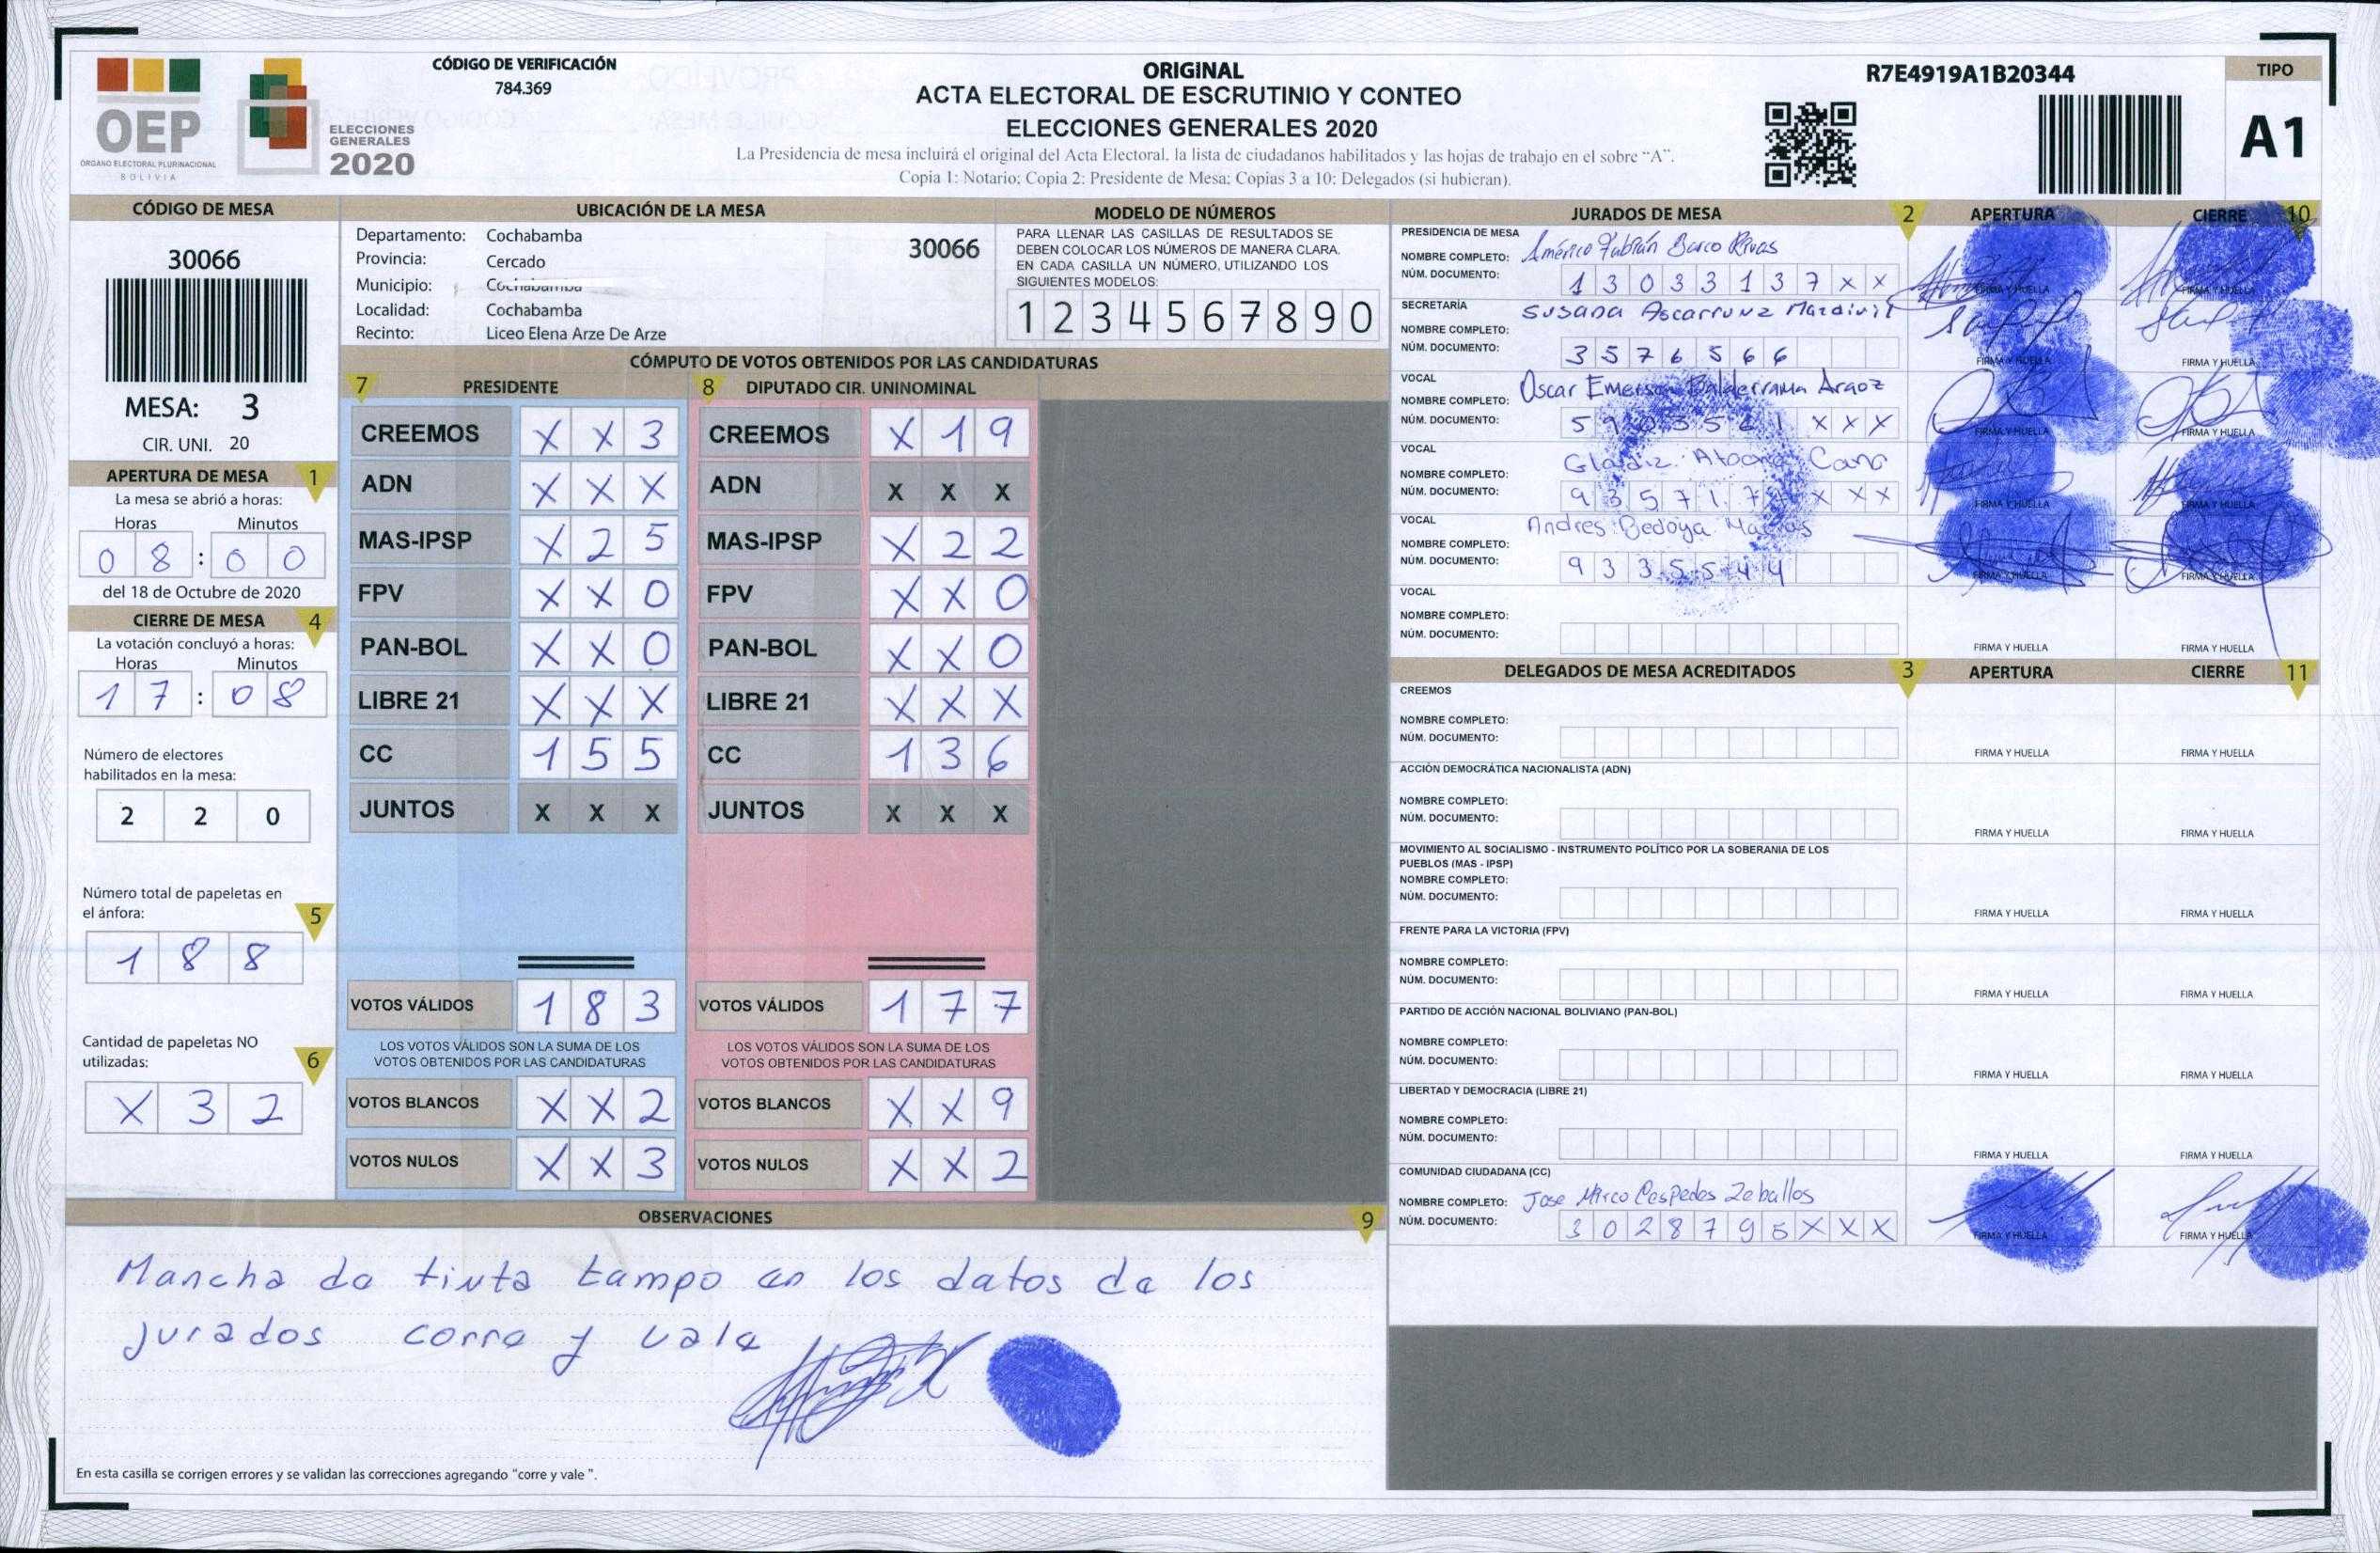 OEP
ÓRGANO ELECTORAL PLURINACIONAL
BOLIVIA
ELECCIONES
GENERALES
2020
CÓDIGO DE VERIFICACIÓN
784.369
ORIGINAL
ACTA ELECTORAL DE ESCRUTINIO Y CONTEO
ELECCIONES GENERALES 2020
La Presidencia de mesa incluirá el original del Acta Electoral, la lista de ciudadanos habilitados y las hojas de trabajo en el sobre "A".
Copia 1: Notario; Copia 2: Presidente de Mesa; Copias 3 a 10: Delegados (si hubieran).
R7E4919A1B20344
TIPO
A1
CÓDIGO DE MESA
30066
MESA: 3
CIR. UNI. 20
APERTURA DE MESA 1
La mesa se abrió a horas:
Horas Minutos
0 8 : 0 0
del 18 de Octubre de 2020
CIERRE DE MESA 4
La votación concluyó a horas:
Horas Minutos
1 7 : 0 8
Número de electores
habilitados en la mesa:
2 2 0
Número total de papeletas en
el ánfora: 5
1 8 8
Cantidad de papeletas NO
utilizadas: 6
X 3 2
UBICACIÓN DE LA MESA
Departamento: Cochabamba
30066
Provincia: Cercado
Municipio: Cochabamba
Localidad: Cochabamba
Recinto: Liceo Elena Arze De Arze
MODELO DE NÚMEROS
PARA LLENAR LAS CASILLAS DE RESULTADOS SE
DEBEN COLOCAR LOS NÚMEROS DE MANERA CLARA.
EN CADA CASILLA UN NÚMERO, UTILIZANDO LOS
SIGUIENTES MODELOS:
1 2 3 4 5 6 7 8 9 0
CÓMPUTO DE VOTOS OBTENIDOS POR LAS CANDIDATURAS
7 PRESIDENTE
CREEMOS X X 3
ADN X X X
MAS-IPSP X 2 5
FPV X X 0
PAN-BOL X X 0
LIBRE 21 X X X
CC 1 5 5
JUNTOS X X X
VOTOS VÁLIDOS 1 8 3
LOS VOTOS VÁLIDOS SON LA SUMA DE LOS
VOTOS OBTENIDOS POR LAS CANDIDATURAS
VOTOS BLANCOS X X 2
VOTOS NULOS X X 3
8 DIPUTADO CIR. UNINOMINAL
CREEMOS X 1 9
ADN X X X
MAS-IPSP X 2 2
FPV X X 0
PAN-BOL X X 0
LIBRE 21 X X X
CC 1 3 6
JUNTOS X X X
VOTOS VÁLIDOS 1 7 7
LOS VOTOS VÁLIDOS SON LA SUMA DE LOS
VOTOS OBTENIDOS POR LAS CANDIDATURAS
VOTOS BLANCOS X X 9
VOTOS NULOS X X 2
OBSERVACIONES 9
Mancha de tinta tampo en los datos de los
jurados corre y vale
En esta casilla se corrigen errores y se validan las correcciones agregando "corre y vale ".
JURADOS DE MESA 2 APERTURA CIERRE 10
PRESIDENCIA DE MESA
NOMBRE COMPLETO: Américo Fabián Barco Rivas
NÚM. DOCUMENTO: 1 3 0 3 3 1 3 7 X X
FIRMA Y HUELLA FIRMA Y HUELLA
SECRETARÍA
NOMBRE COMPLETO: Susana Ascarrunz
NÚM. DOCUMENTO: 3 5 7 6 5 6 6
FIRMA Y HUELLA FIRMA Y HUELLA
VOCAL
NOMBRE COMPLETO: Oscar Emerson Balderrama Araoz
NÚM. DOCUMENTO:
FIRMA Y HUELLA FIRMA Y HUELLA
VOCAL
NOMBRE COMPLETO:
NÚM. DOCUMENTO:
FIRMA Y HUELLA FIRMA Y HUELLA
VOCAL
NOMBRE COMPLETO: Andres Bedoya
NÚM. DOCUMENTO: 9 3 3 5 5 4 4
FIRMA Y HUELLA FIRMA Y HUELLA
VOCAL
NOMBRE COMPLETO:
NÚM. DOCUMENTO:
FIRMA Y HUELLA FIRMA Y HUELLA
DELEGADOS DE MESA ACREDITADOS 3 APERTURA CIERRE 11
CREEMOS
NOMBRE COMPLETO:
NÚM. DOCUMENTO:
FIRMA Y HUELLA FIRMA Y HUELLA
ACCIÓN DEMOCRÁTICA NACIONALISTA (ADN)
NOMBRE COMPLETO:
NÚM. DOCUMENTO:
FIRMA Y HUELLA FIRMA Y HUELLA
MOVIMIENTO AL SOCIALISMO - INSTRUMENTO POLÍTICO POR LA SOBERANIA DE LOS
PUEBLOS (MAS - IPSP)
NOMBRE COMPLETO:
NÚM. DOCUMENTO:
FIRMA Y HUELLA FIRMA Y HUELLA
FRENTE PARA LA VICTORIA (FPV)
NOMBRE COMPLETO:
NÚM. DOCUMENTO:
FIRMA Y HUELLA FIRMA Y HUELLA
PARTIDO DE ACCIÓN NACIONAL BOLIVIANO (PAN-BOL)
NOMBRE COMPLETO:
NÚM. DOCUMENTO:
FIRMA Y HUELLA FIRMA Y HUELLA
LIBERTAD Y DEMOCRACIA (LIBRE 21)
NOMBRE COMPLETO:
NÚM. DOCUMENTO:
FIRMA Y HUELLA FIRMA Y HUELLA
COMUNIDAD CIUDADANA (CC)
NOMBRE COMPLETO: Jose Mirco Cespedes Zeballos
NÚM. DOCUMENTO: 3 0 2 8 7 9 5 X X X
FIRMA Y HUELLA FIRMA Y HUELLA